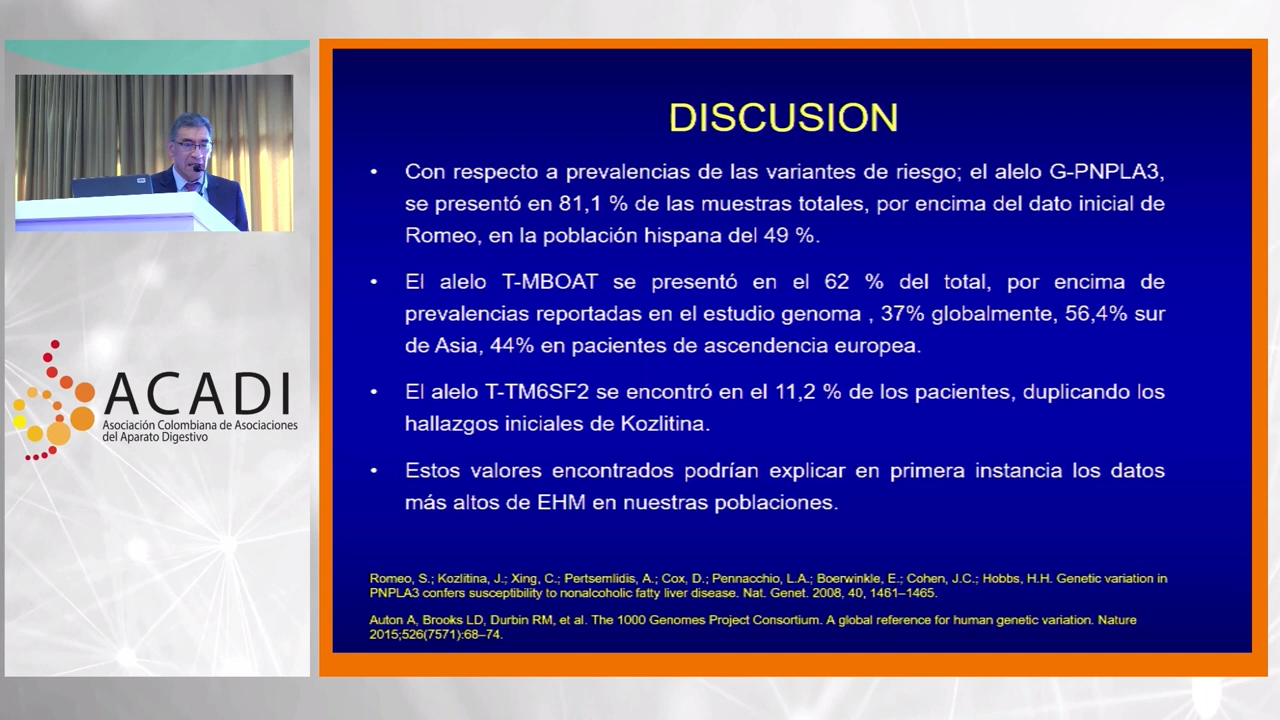 ACADI
Asociación Colombiana de Asociaciones
del Aparato Digestivo
DISCUSION
• Con respecto a prevalencias de las variantes de riesgo; el alelo G-PNPLA3,
se presentó en 81,1 % de las muestras totales, por encima del dato inicial de
Romeo, en la población hispana del 49 %.
• El alelo T-MBOAT se presentó en el 62 % del total, por encima de
prevalencias reportadas en el estudio genoma , 37% globalmente, 56,4% sur
de Asia, 44% en pacientes de ascendencia europea.
• El alelo T-TM6SF2 se encontró en el 11,2 % de los pacientes, duplicando los
hallazgos iniciales de Kozlitina.
• Estos valores encontrados podrían explicar en primera instancia los datos
más altos de EHM en nuestras poblaciones.
Romeo, S.; Kozlitina, J.; Xing, C.; Pertsemlidis, A.; Cox, D.; Pennacchio, L.A.; Boerwinkle, E.; Cohen, J.C.; Hobbs, H.H. Genetic variation in
PNPLA3 confers susceptibility to nonalcoholic fatty liver disease. Nat. Genet. 2008, 40, 1461–1465.
Auton A, Brooks LD, Durbin RM, et al. The 1000 Genomes Project Consortium. A global reference for human genetic variation. Nature
2015;526(7571):68–74.